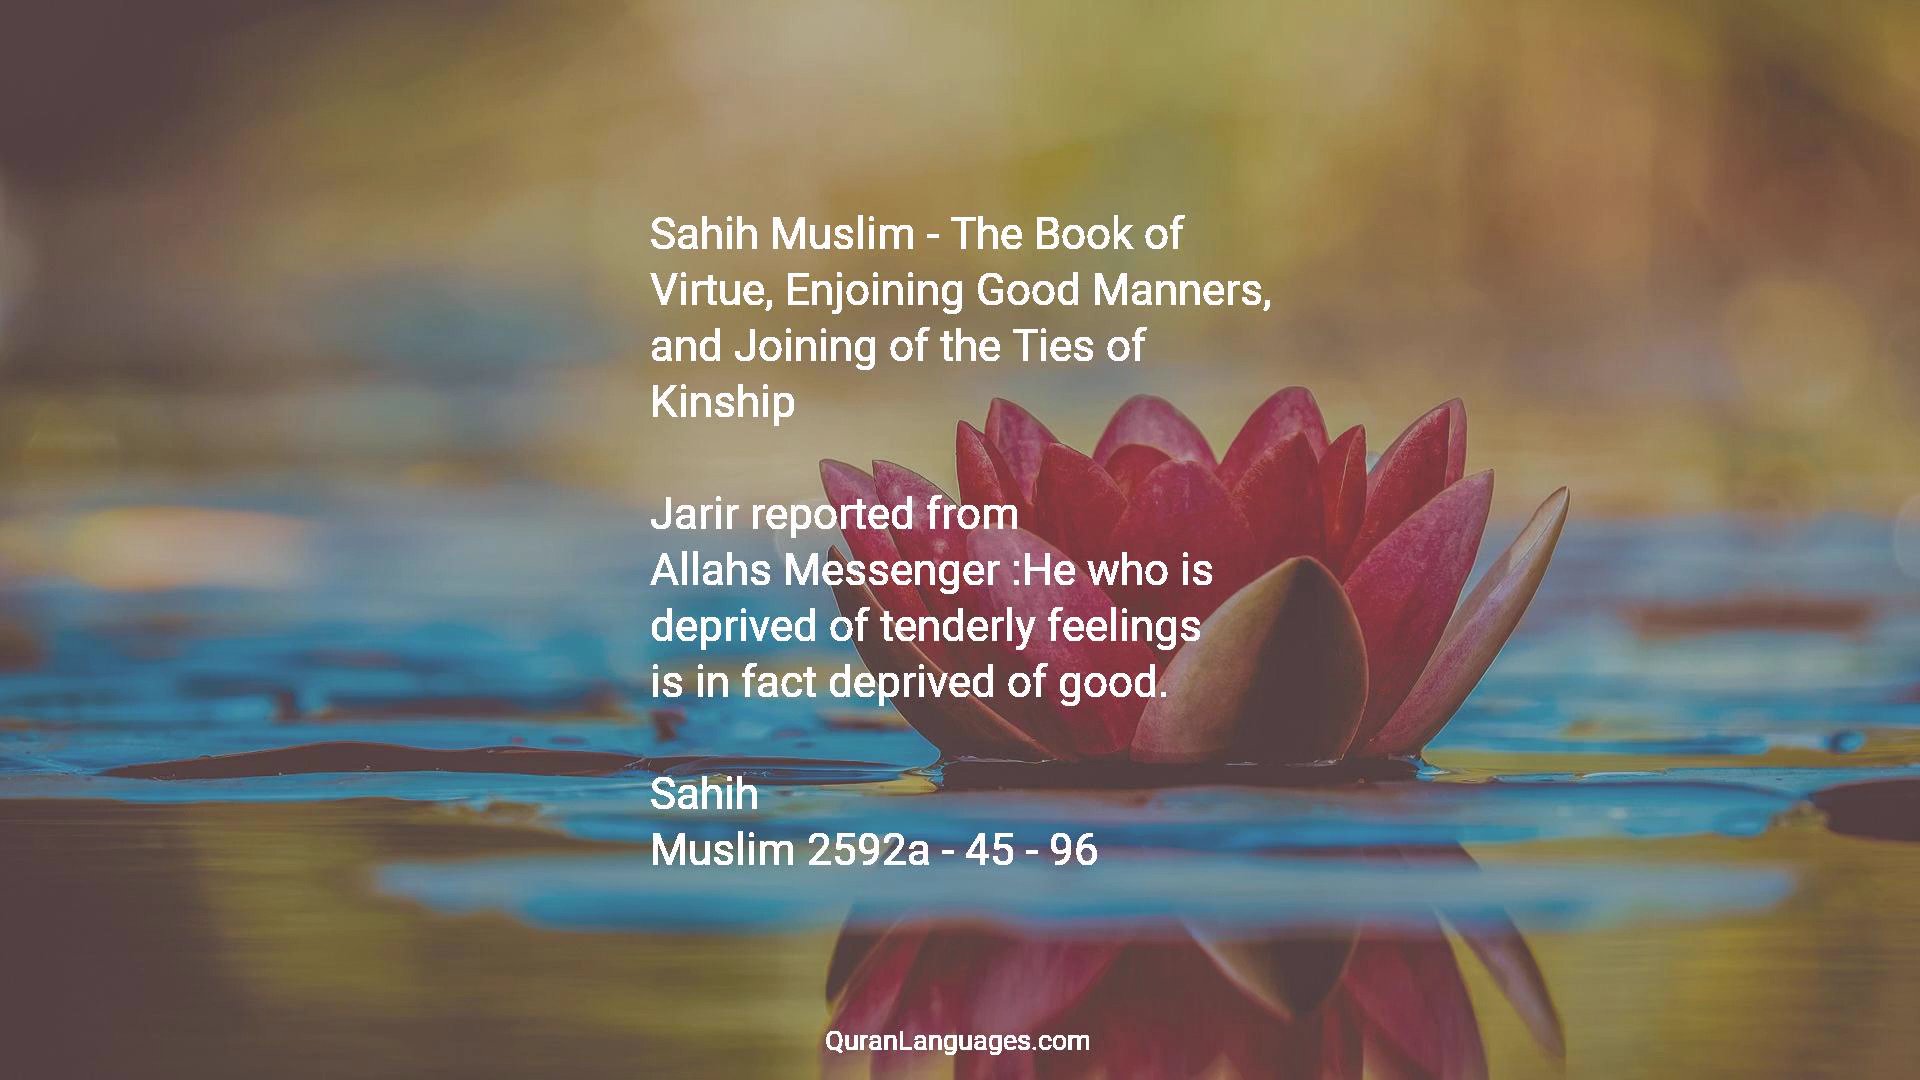 Sahih Muslim - The Book of
Virtue, Enjoining Good Manners,
and Joining of the Ties of
Kinship
Jarir reported from
Allahs Messenger :He who is
deprived of tenderly feelings
is in fact deprived of good.
Sahih
Muslim 2592a - 45 - 96
QuranLanguages.com